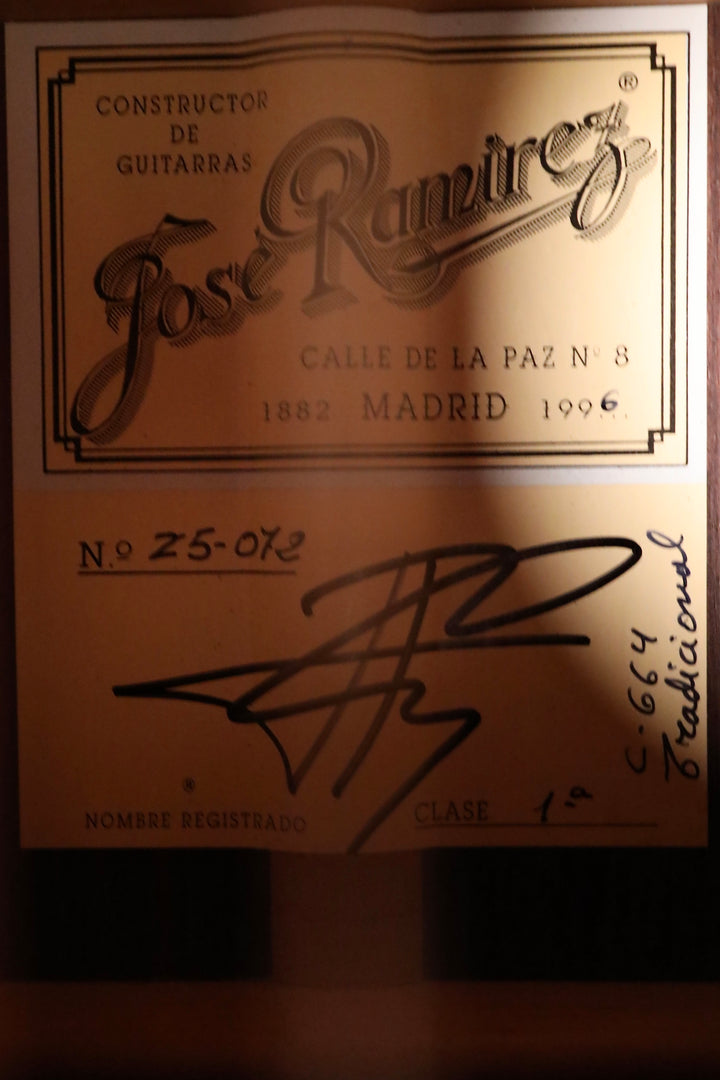 CONSTRUCTOR
DE
GUITARRAS
José Ramírez ®
CALLE DE LA PAZ Nº 8
1882 MADRID 1996
N.º 25-072
C-664
Tradicional
®
NOMBRE REGISTRADO
CLASE 1ª